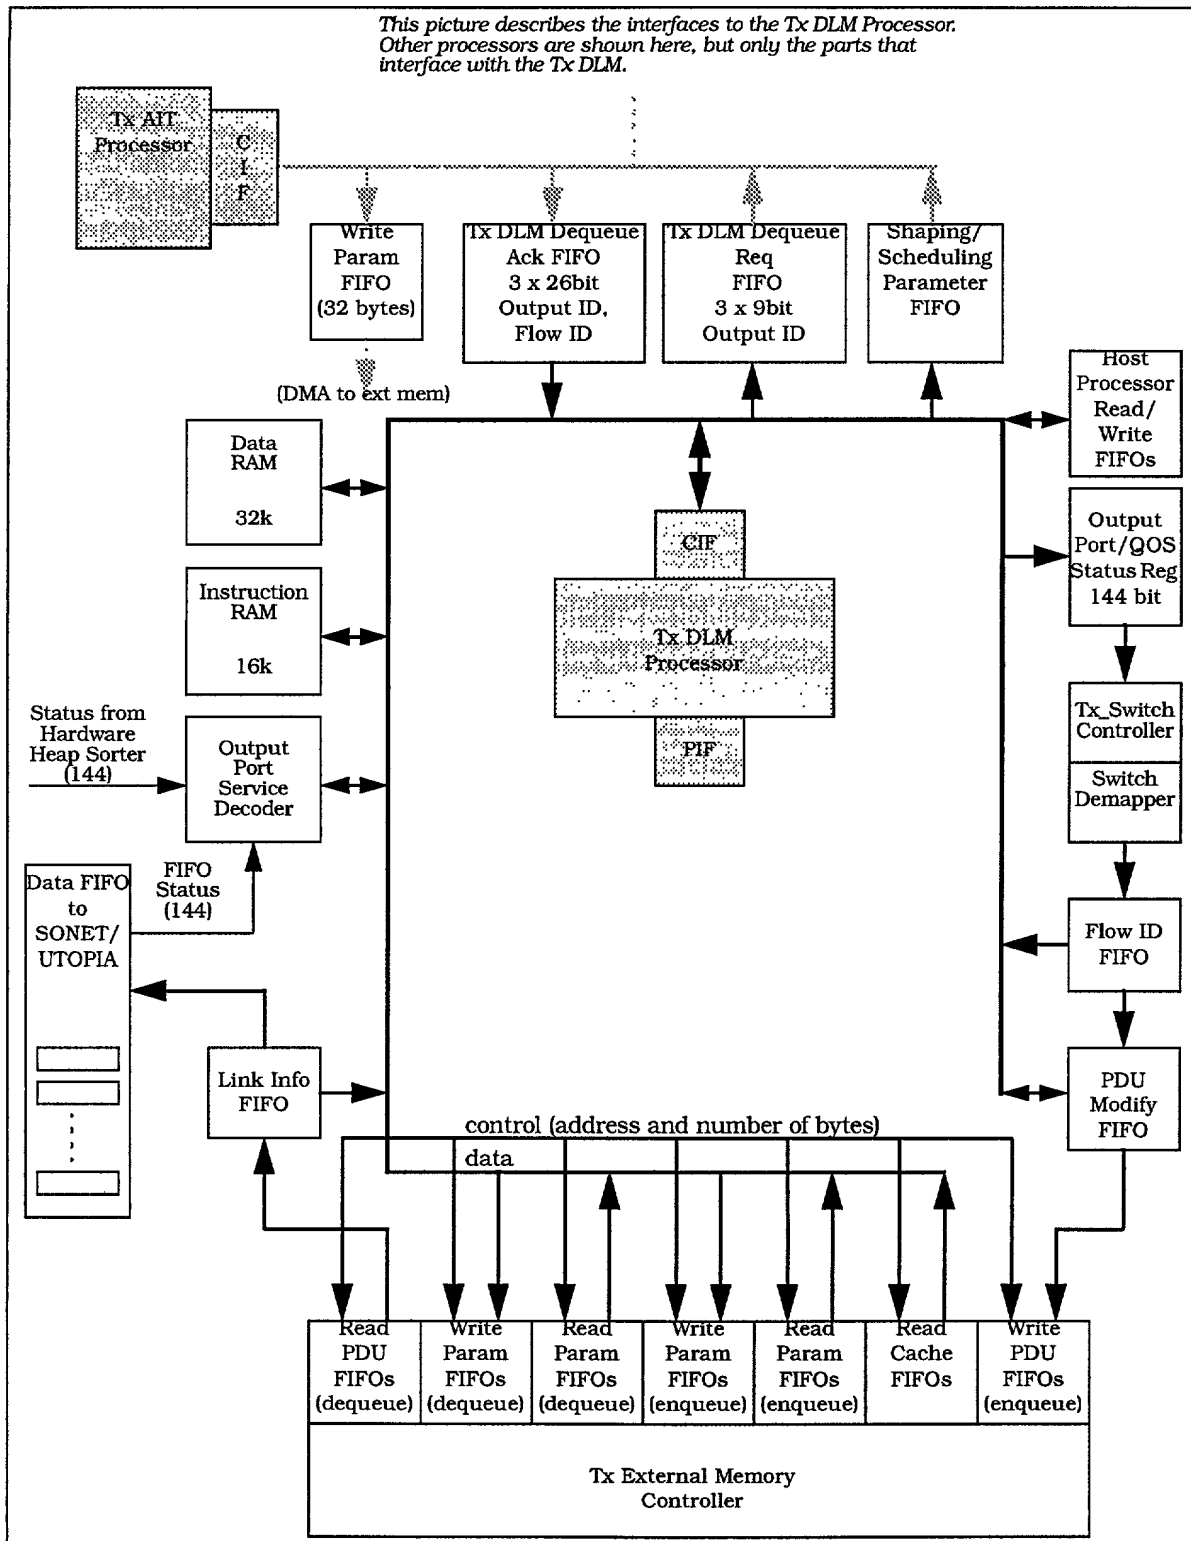 This picture describes the interfaces to the Tx DLM Processor.
Other processors are shown here, but only the parts that
interface with the Tx DLM.
Tx AIT
Processor
C
I
F
Write
Param
FIFO
(32 bytes)
Tx DLM Dequeue
Ack FIFO
3 x 26bit
Output ID,
Flow ID
Tx DLM Dequeue
Req
FIFO
3 x 9bit
Output ID
Shaping/
Scheduling
Parameter
FIFO
(DMA to ext mem)
Host
Processor
Read/
Write
FIFOs
Data
RAM
32k
CIF
Output
Port/QOS
Status Reg
144 bit
Instruction
RAM
16k
Tx DLM
Processor
PIF
Status from
Hardware
Heap Sorter
(144)
Output
Port
Service
Decoder
Tx_Switch
Controller
Switch
Demapper
Data FIFO
to
SONET/
UTOPIA
FIFO
Status
(144)
Flow ID
FIFO
Link Info
FIFO
PDU
Modify
FIFO
control (address and number of bytes)
data
Read
PDU
FIFOs
(dequeue)
Write
Param
FIFOs
(dequeue)
Read
Param
FIFOs
(dequeue)
Write
Param
FIFOs
(enqueue)
Read
Param
FIFOs
(enqueue)
Read
Cache
FIFOs
Write
PDU
FIFOs
(enqueue)
Tx External Memory
Controller